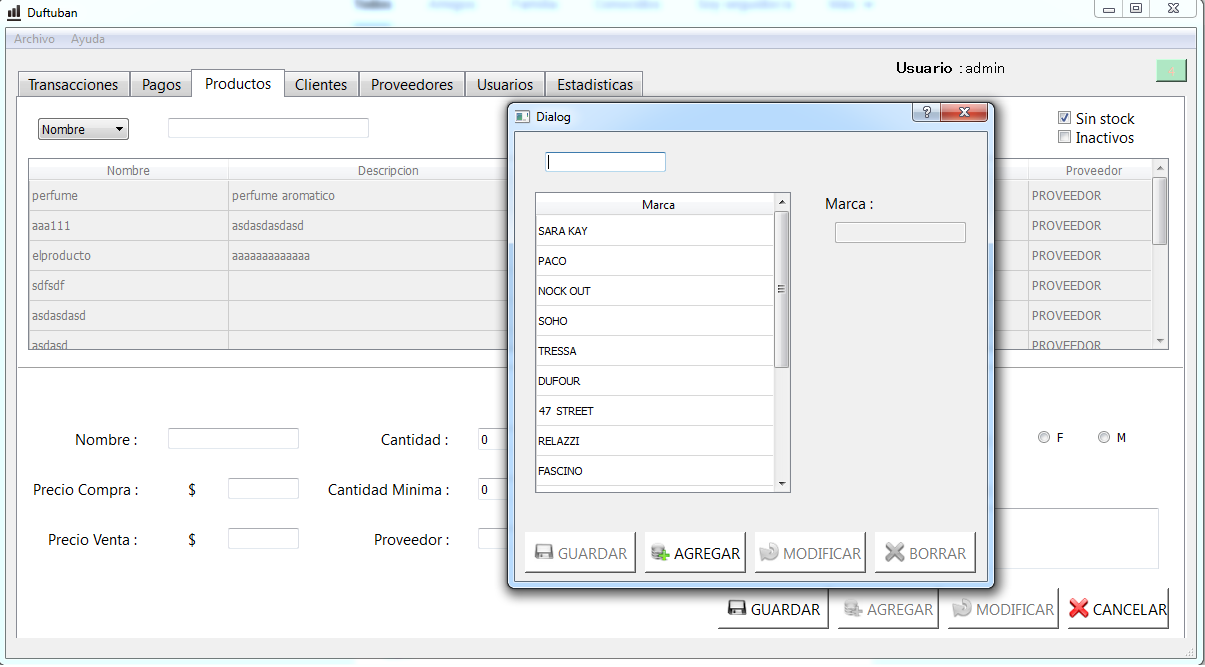 Duftuban
Archivo Ayuda
Usuario : admin
Transacciones Pagos Productos Clientes Proveedores Usuarios Estadisticas
Nombre
Sin stock
Inactivos
Nombre Descripcion Proveedor
perfume perfume aromatico PROVEEDOR
aaa111 asdasdasdasd PROVEEDOR
elproducto aaaaaaaaaaaaa PROVEEDOR
sdfsdf PROVEEDOR
asdasdasd PROVEEDOR
asdasd PROVEEDOR
Dialog
Marca
SARA KAY
PACO
NOCK OUT
SOHO
TRESSA
DUFOUR
47 STREET
RELAZZI
FASCINO
Marca :
GUARDAR AGREGAR MODIFICAR BORRAR
Nombre : Cantidad : 0 F M
Precio Compra : $ Cantidad Minima : 0
Precio Venta : $ Proveedor :
GUARDAR AGREGAR MODIFICAR CANCELAR